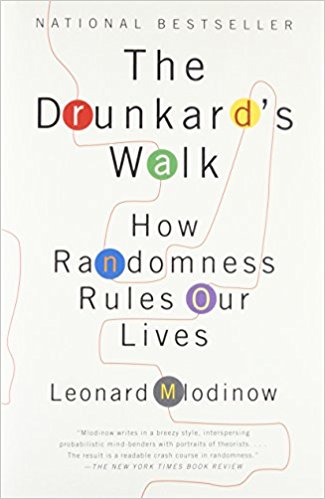 NATIONAL BESTSELLER
The
Drunkard's
Walk
How
Randomness
Rules Our
Lives
Leonard Mlodinow
"Mlodinow writes in a breezy style, interspersing
probabilistic mind-benders with portraits of theorists. . . .
The result is a readable crash course in randomness."
—THE NEW YORK TIMES BOOK REVIEW